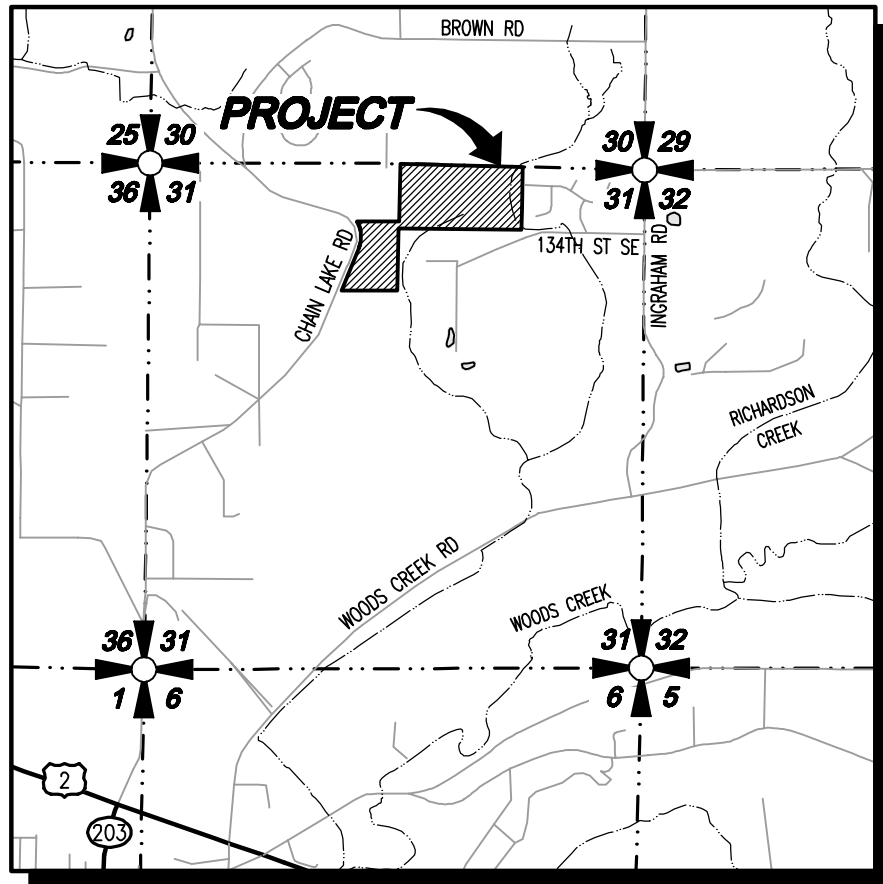 BROWN RD
PROJECT
25 30
36 31
30 29
31 32
CHAIN LAKE RD
134TH ST SE
INGRAHAM RD
RICHARDSON
CREEK
WOODS CREEK RD
WOODS CREEK
36 31
1 6
31 32
6 5
2
203